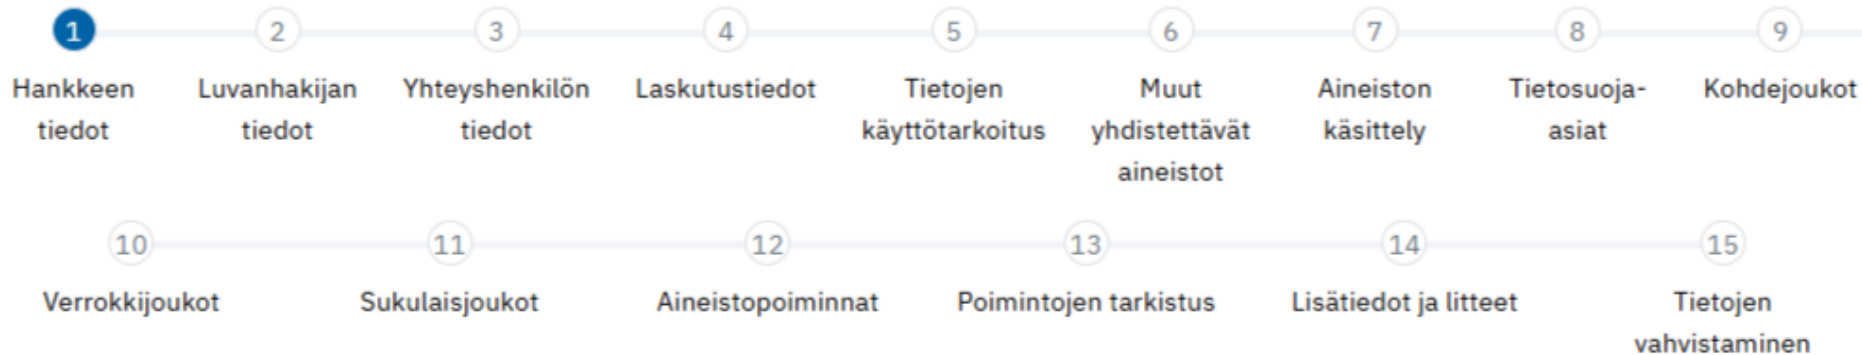 1 2 3 4 5 6 7 8 9
Hankkeen Luvanhakijan Yhteyshenkilön Laskutustiedot Tietojen Muut Aineiston Tietosuoja- Kohdejoukot
tiedot tiedot tiedot käyttötarkoitus yhdistettävät käsittely asiat
aineistot
10 11 12 13 14 15
Verrokkijoukot Sukulaisjoukot Aineistopoiminnat Poimintojen tarkistus Lisätiedot ja litteet Tietojen
vahvistaminen